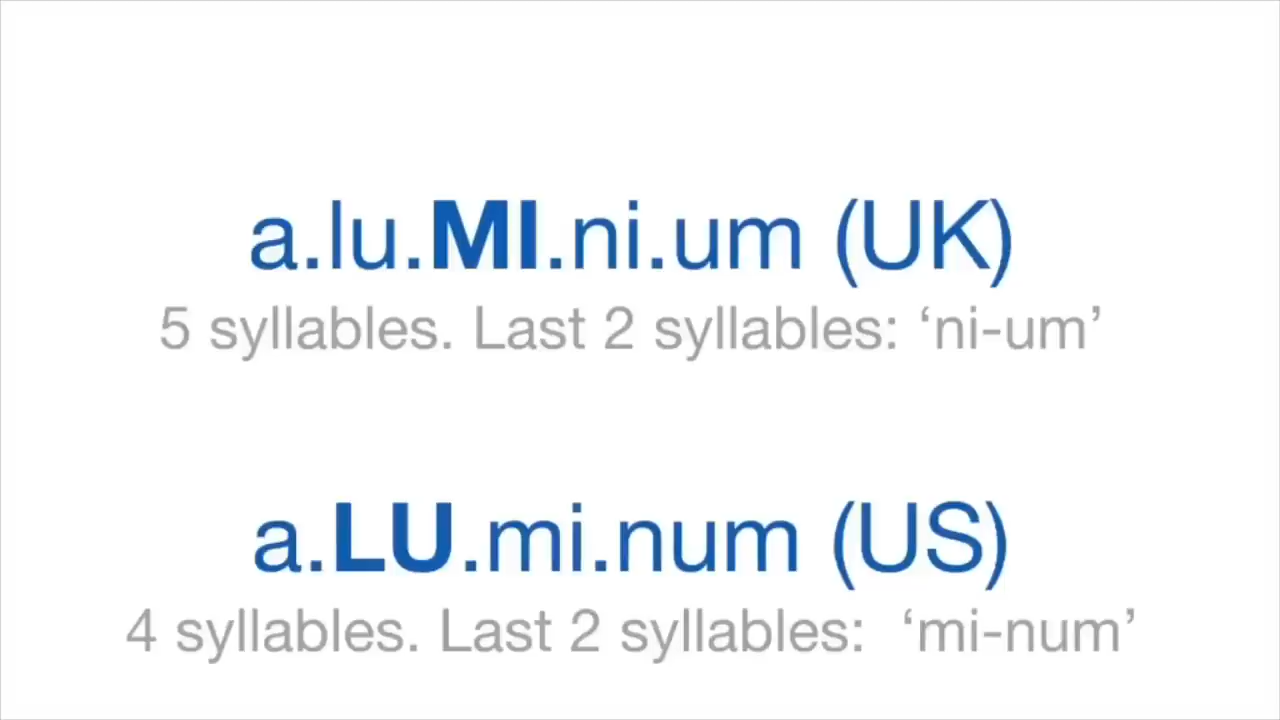 a.lu.MI.ni.um (UK)
5 syllables. Last 2 syllables: ‘ni-um’
a.LU.mi.num (US)
4 syllables. Last 2 syllables: ‘mi-num’